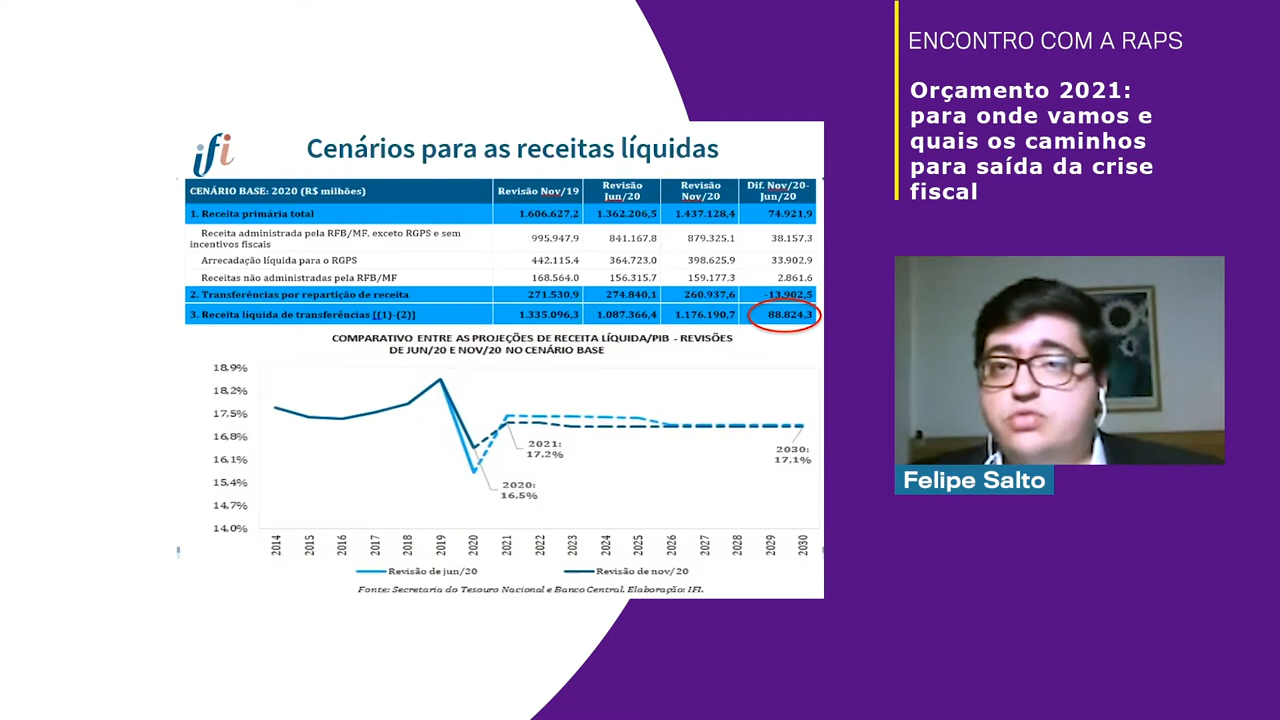 ENCONTRO COM A RAPS
Orçamento 2021:
para onde vamos e
quais os caminhos
para saída da crise
fiscal
ifi
Cenários para as receitas líquidas
CENÁRIO BASE: 2020 (R$ milhões) Revisão Nov/19 Revisão Jun/20 Revisão Nov/20 Dif. Nov/20-Jun/20
1. Receita primária total 1.606.627,2 1.362.206,5 1.437.128,4 74.921,9
Receita administrada pela RFB/MF, exceto RGPS e sem incentivos fiscais 995.947,9 841.167,8 879.325,1 38.157,3
Arrecadação líquida para o RGPS 442.115,4 364.723,0 398.625,9 33.902,9
Receitas não administradas pela RFB/MF 168.564,0 156.315,7 159.177,3 2.861,6
2. Transferências por repartição de receita 271.530,9 274.840,1 260.937,6 -13.902,5
3. Receita líquida de transferências [(1)-(2)] 1.335.096,3 1.087.366,4 1.176.190,7 88.824,3
COMPARATIVO ENTRE AS PROJEÇÕES DE RECEITA LÍQUIDA/PIB - REVISÕES
DE JUN/20 E NOV/20 NO CENÁRIO BASE
18,9%
18,2%
17,5%
16,8%
16,1%
15,4%
14,7%
14,0%
2021:
17,2%
2020:
16,5%
2030:
17,1%
2014 2015 2016 2017 2018 2019 2020 2021 2022 2023 2024 2025 2026 2027 2028 2029 2030
Revisão de jun/20 Revisão de nov/20
Fonte: Secretaria do Tesouro Nacional e Banco Central. Elaboração: IFI.
Felipe Salto